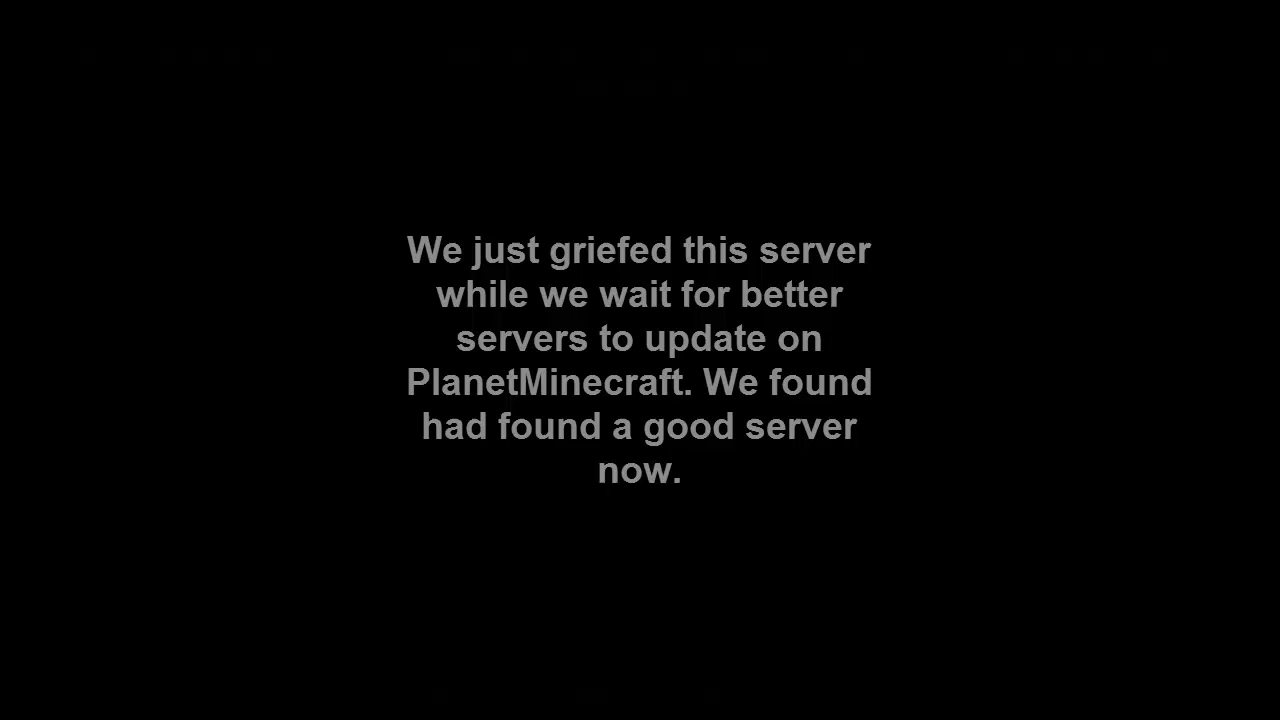 We just griefed this server
while we wait for better
servers to update on
PlanetMinecraft. We found
had found a good server
now.